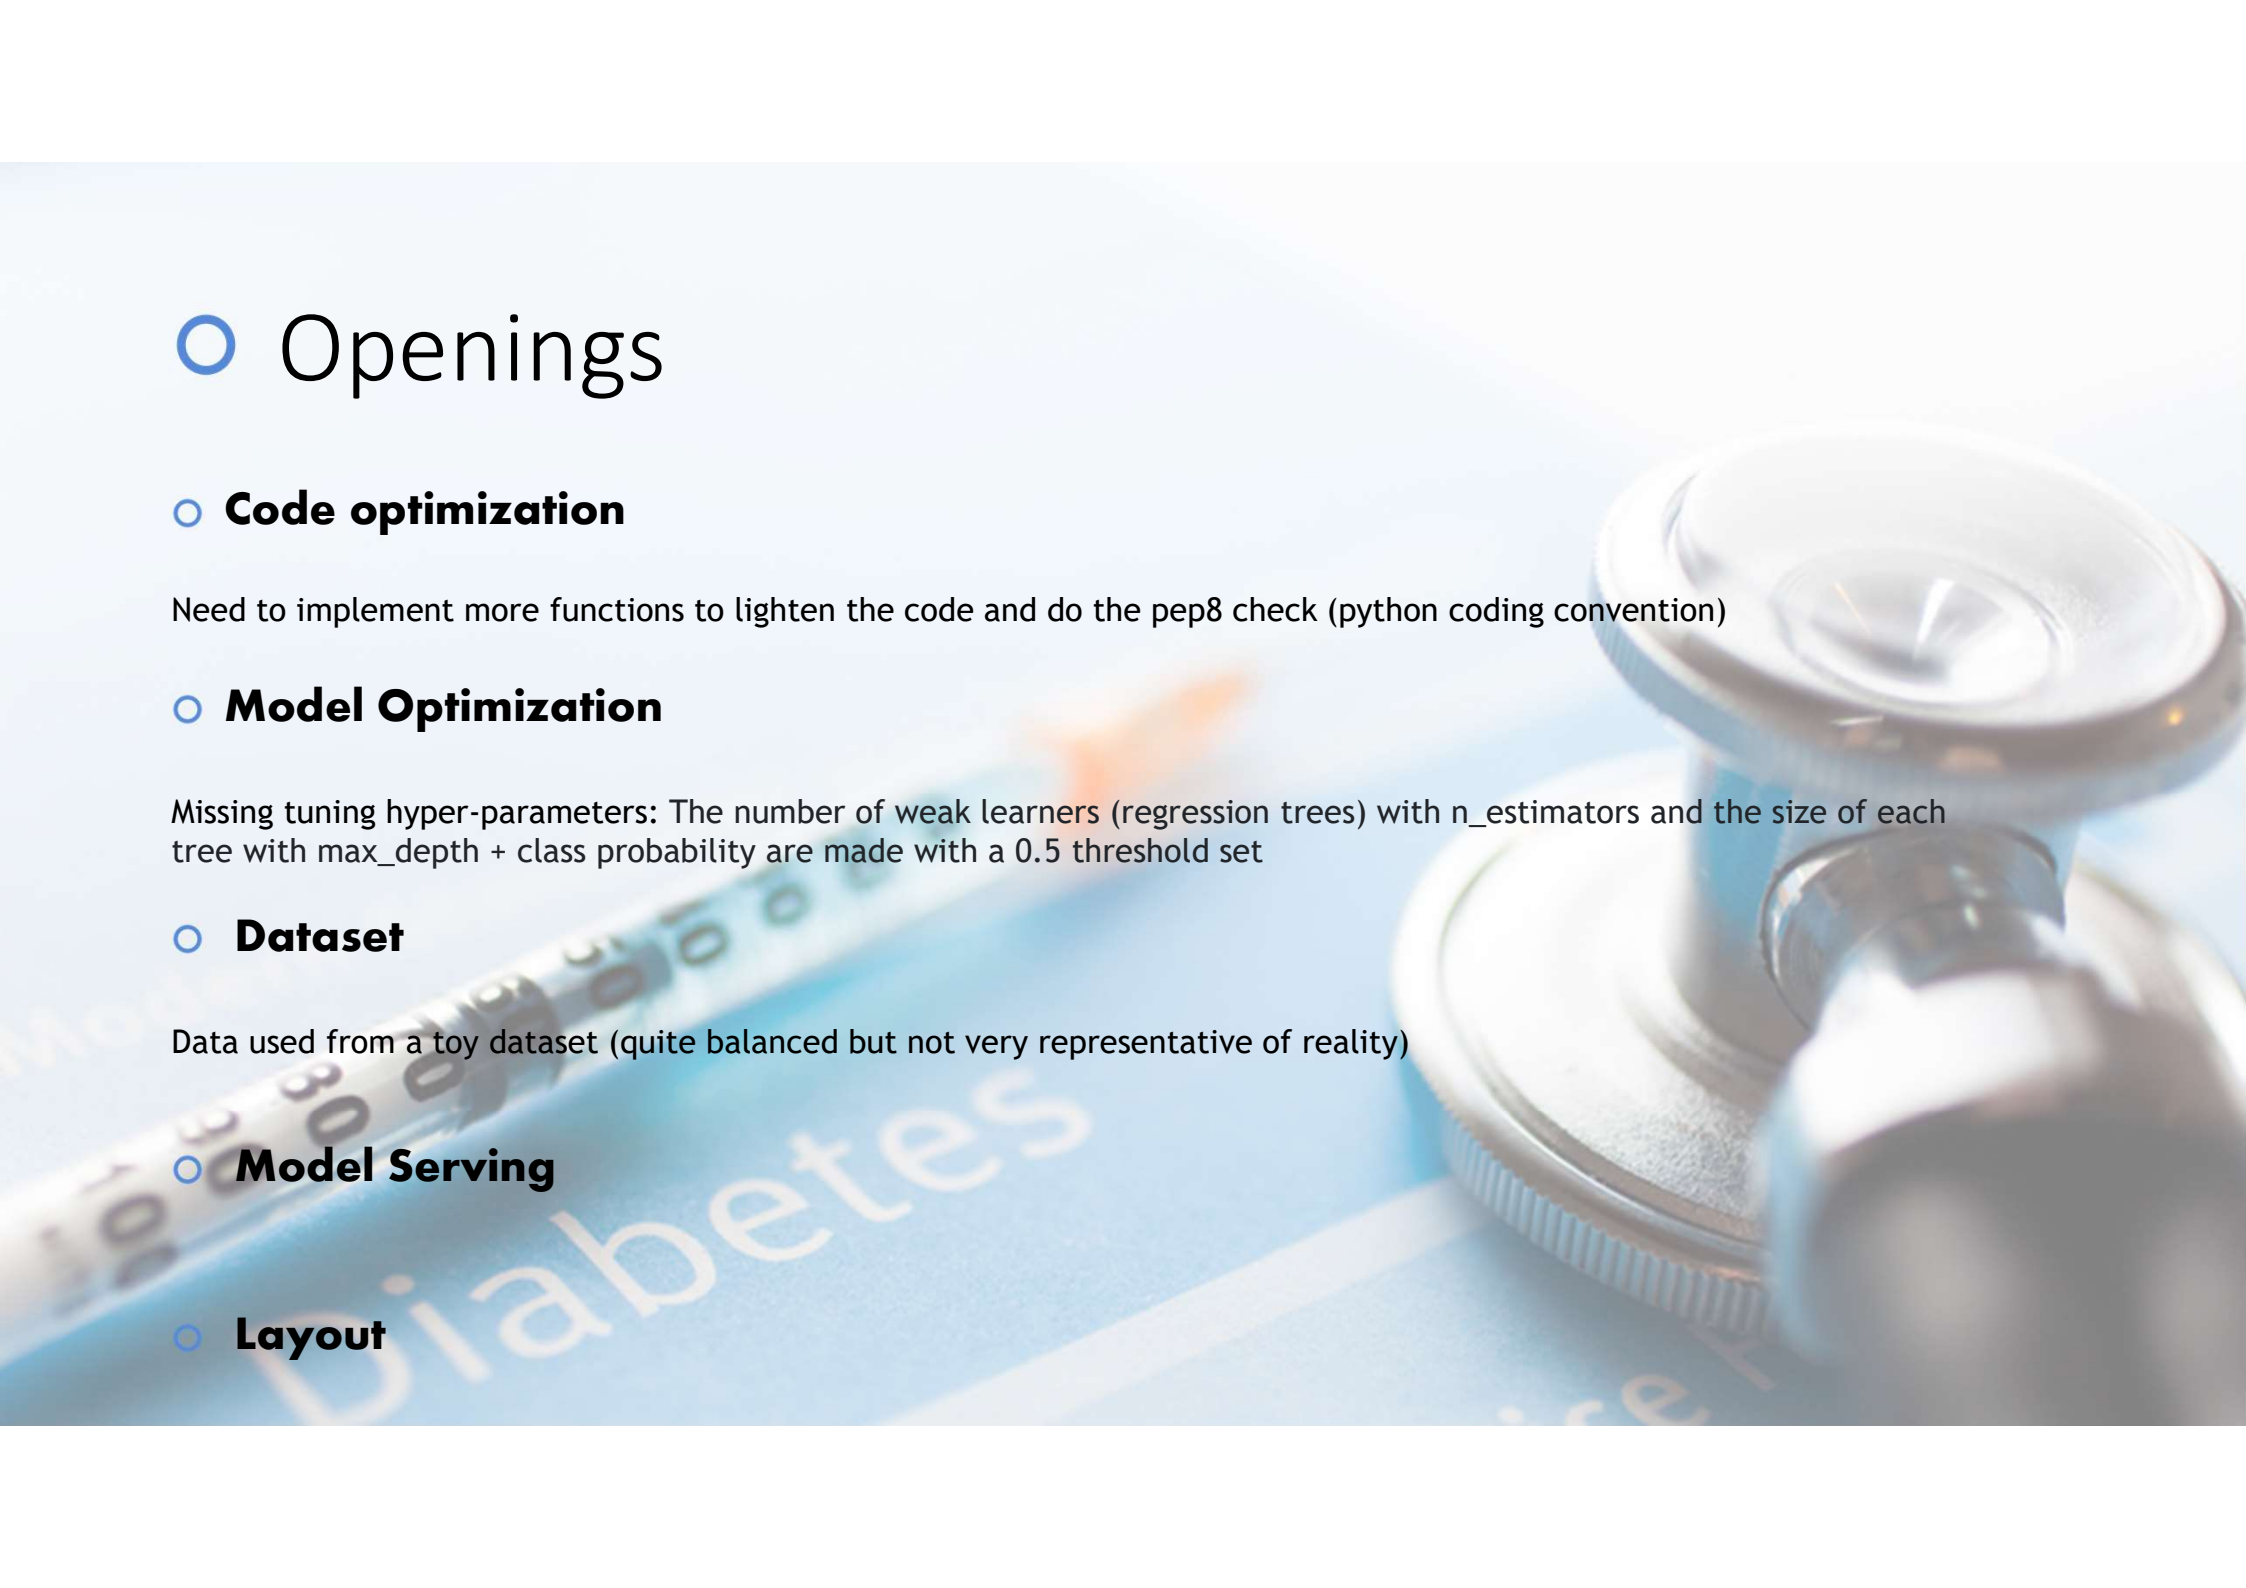 Openings
Code optimization
Need to implement more functions to lighten the code and do the pep8 check (python coding convention)
Model Optimization
Missing tuning hyper-parameters: The number of weak learners (regression trees) with n_estimators and the size of each
tree with max_depth + class probability are made with a 0.5 threshold set
Dataset
Data used from a toy dataset (quite balanced but not very representative of reality)
Model Serving
Layout
Diabetes
100
80
50